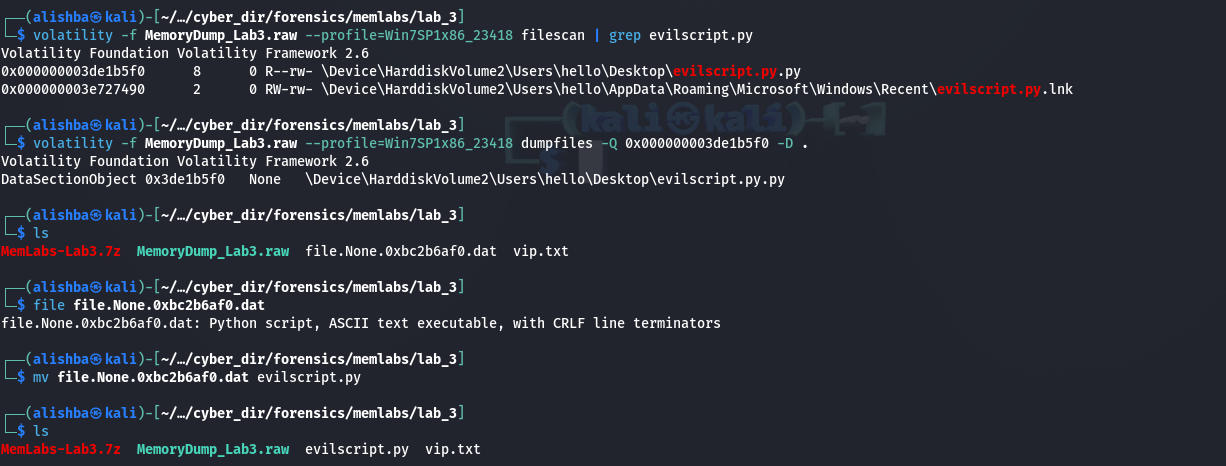 ┌──(alishba㉿kali)-[~/…/cyber_dir/forensics/memlabs/lab_3]
└─$ volatility -f MemoryDump_Lab3.raw --profile=Win7SP1x86_23418 filescan | grep evilscript.py
Volatility Foundation Volatility Framework 2.6
0x000000003de1b5f0      8      0 R--rw- \Device\HarddiskVolume2\Users\hello\Desktop\evilscript.py.py
0x000000003e727490      2      0 RW-rw- \Device\HarddiskVolume2\Users\hello\AppData\Roaming\Microsoft\Windows\Recent\evilscript.py.lnk
┌──(alishba㉿kali)-[~/…/cyber_dir/forensics/memlabs/lab_3]
└─$ volatility -f MemoryDump_Lab3.raw --profile=Win7SP1x86_23418 dumpfiles -Q 0x000000003de1b5f0 -D .
Volatility Foundation Volatility Framework 2.6
DataSectionObject 0x3de1b5f0   None   \Device\HarddiskVolume2\Users\hello\Desktop\evilscript.py.py
┌──(alishba㉿kali)-[~/…/cyber_dir/forensics/memlabs/lab_3]
└─$ ls
MemLabs-Lab3.7z  MemoryDump_Lab3.raw  file.None.0xbc2b6af0.dat  vip.txt
┌──(alishba㉿kali)-[~/…/cyber_dir/forensics/memlabs/lab_3]
└─$ file file.None.0xbc2b6af0.dat
file.None.0xbc2b6af0.dat: Python script, ASCII text executable, with CRLF line terminators
┌──(alishba㉿kali)-[~/…/cyber_dir/forensics/memlabs/lab_3]
└─$ mv file.None.0xbc2b6af0.dat evilscript.py
┌──(alishba㉿kali)-[~/…/cyber_dir/forensics/memlabs/lab_3]
└─$ ls
MemLabs-Lab3.7z  MemoryDump_Lab3.raw  evilscript.py  vip.txt
(kali㉿kali)-[~]
$